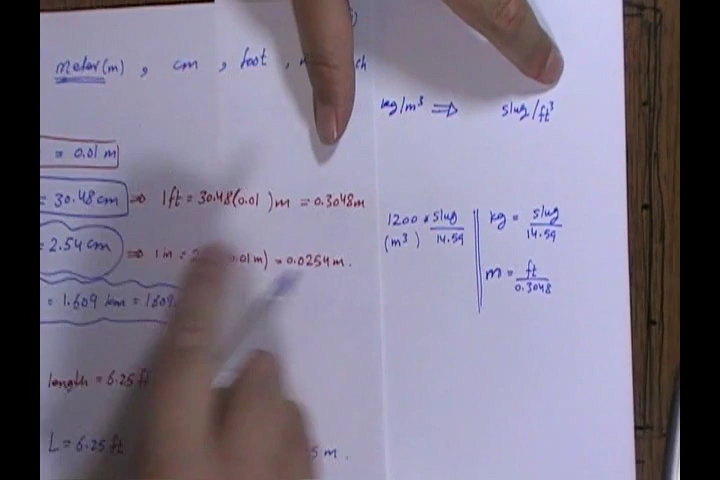 meter(m) , cm , foot ,
= 0.01 m
= 30.48 cm ⇒ 1ft = 30.48(0.01 )m = 0.3048m
= 2.54 cm ⇒ 1 in = 0.01m) = 0.0254m.
= 1.609 km =
length = 6.25 ft
L = 6.25 ft
m.
kg/m³ ⇒ slug/ft³
1200 * slug/14.59
(m³)
kg = slug/14.59
m = ft/0.3048